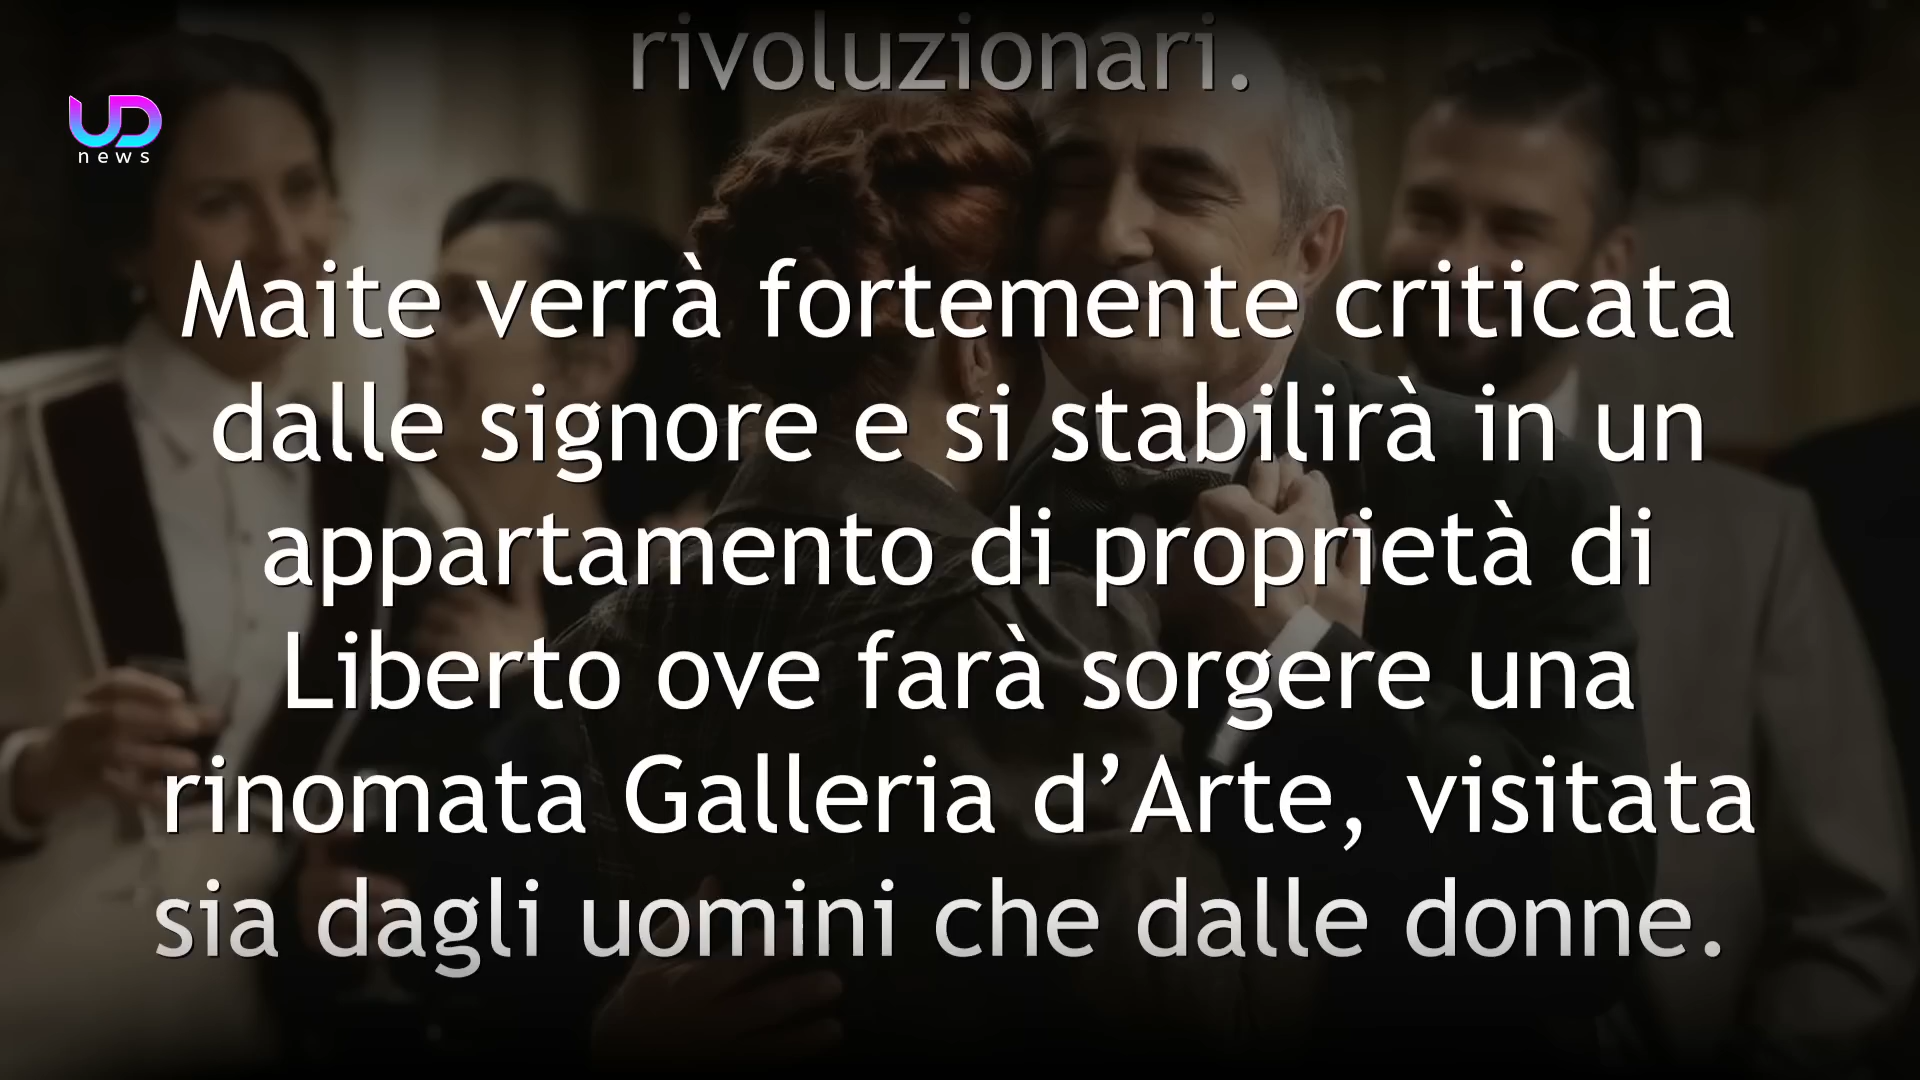 rivoluzionari.
UD
news
Maite verrà fortemente criticata
dalle signore e si stabilirà in un
appartamento di proprietà di
Liberto ove farà sorgere una
rinomata Galleria d’Arte, visitata
sia dagli uomini che dalle donne.